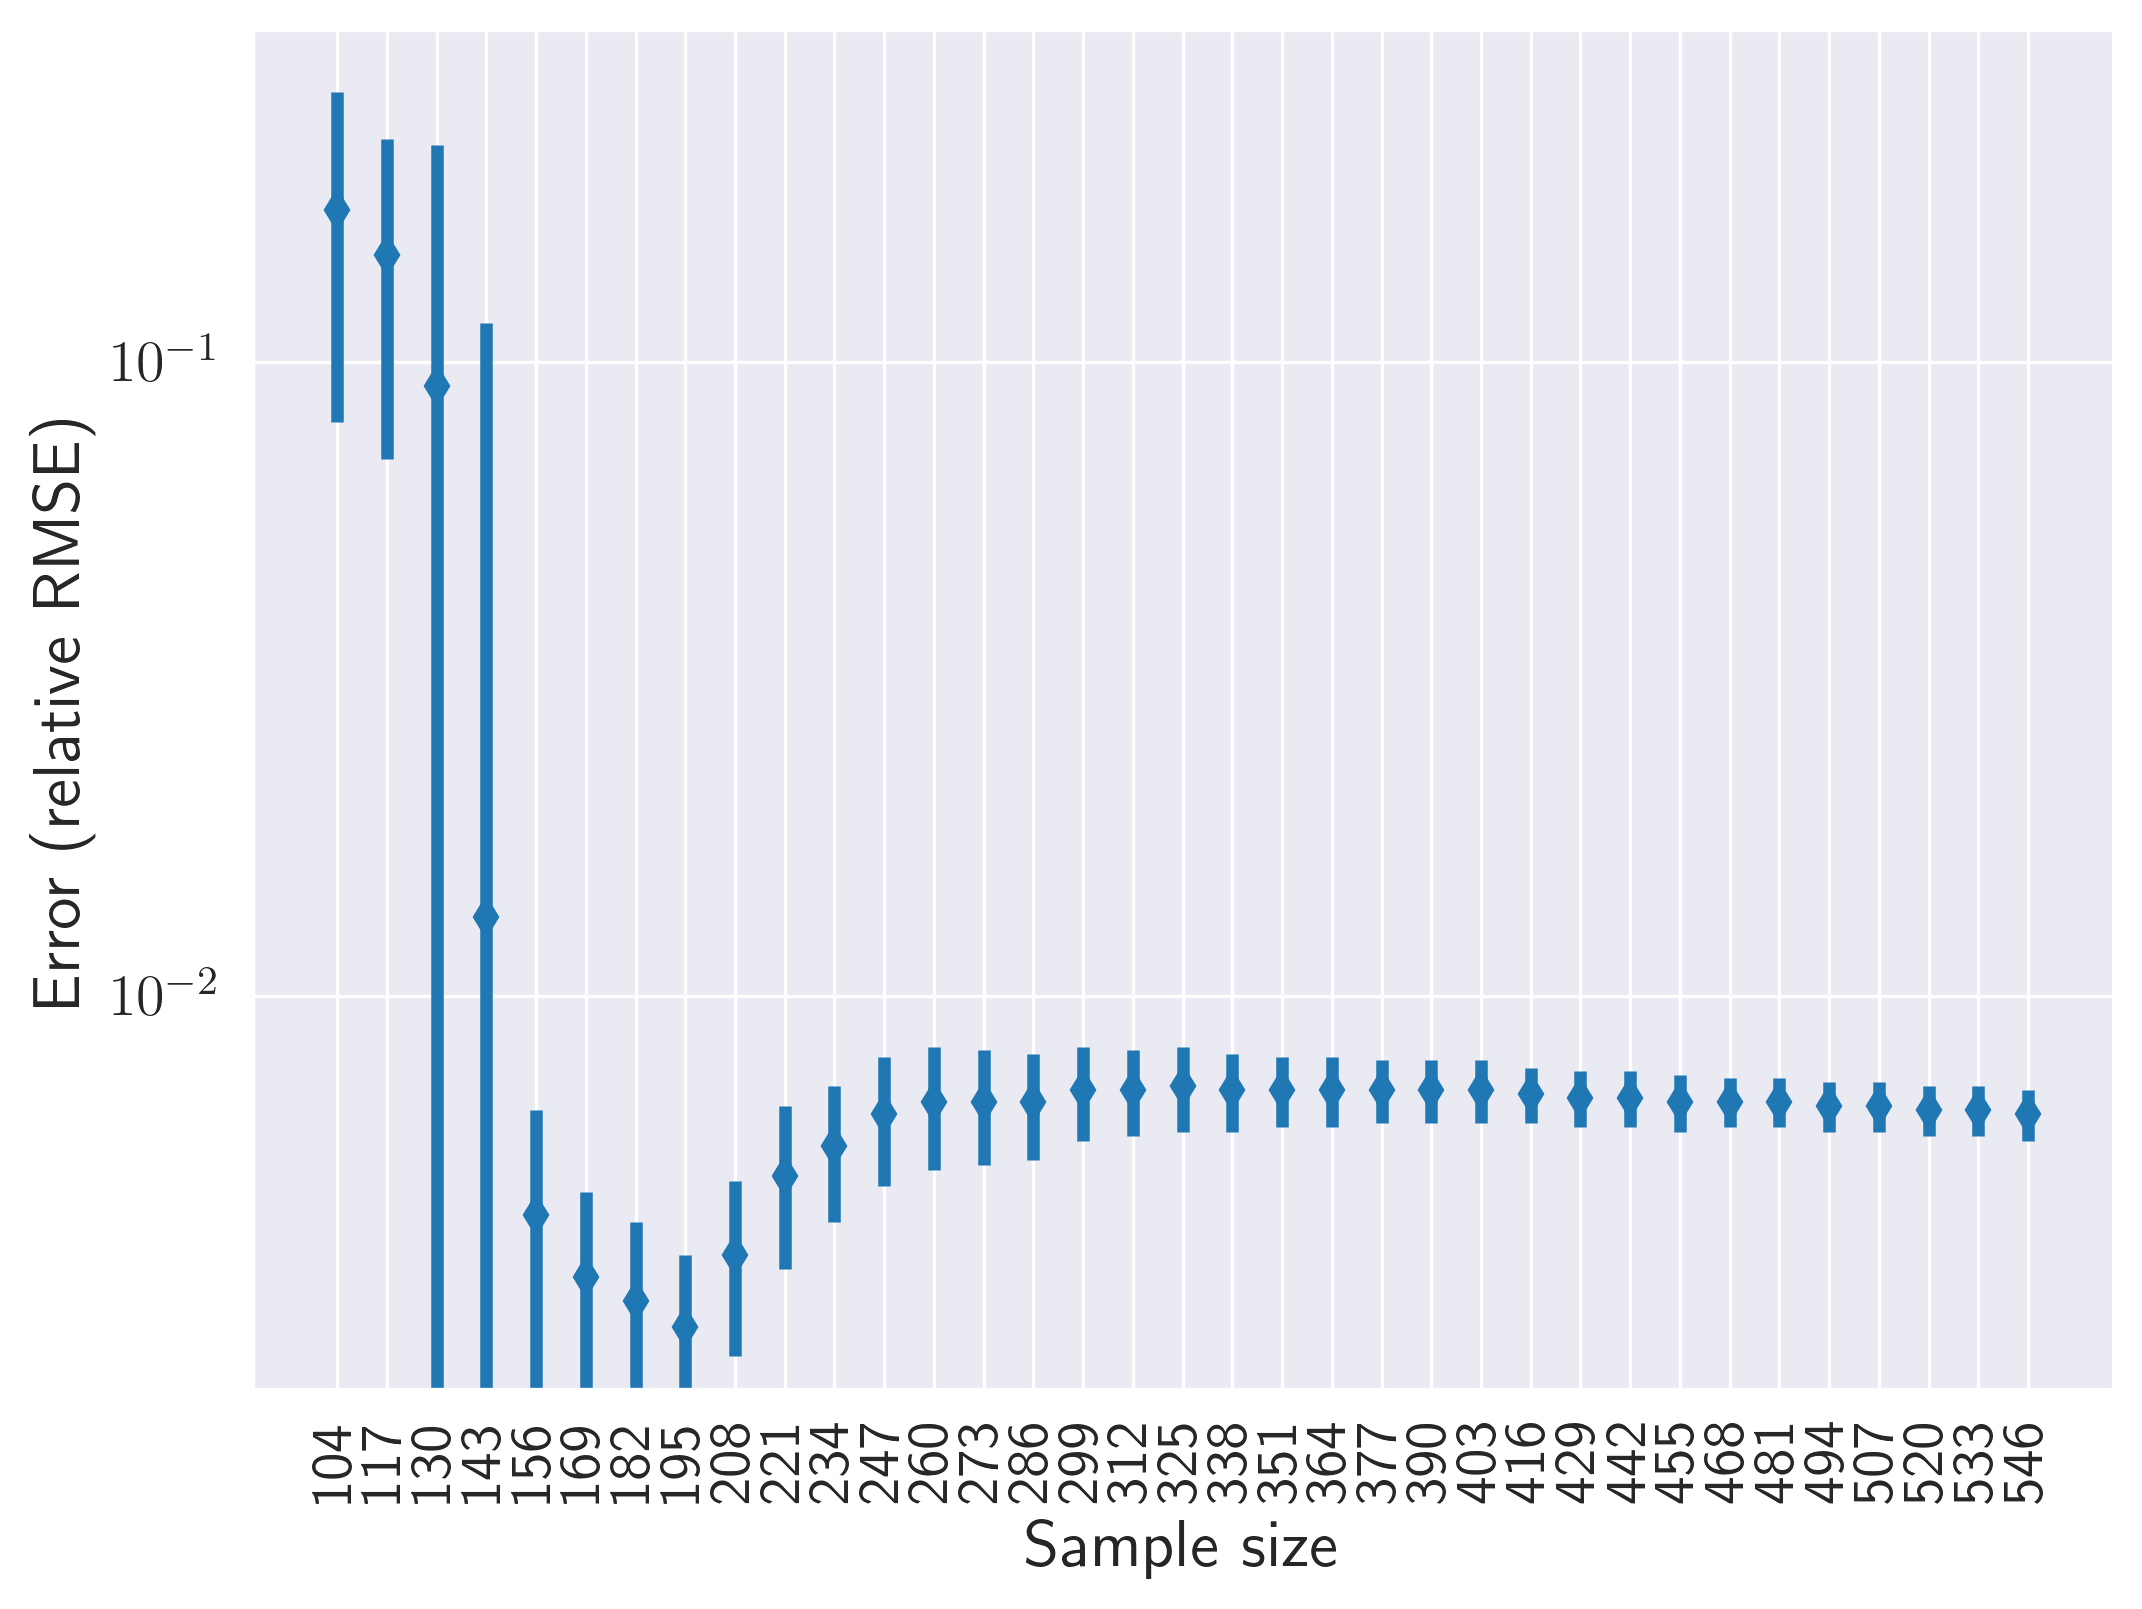 Error (relative RMSE)
10⁻¹
10⁻²
104 117 130 143 156 169 182 195 208 221 234 247 260 273 286 299 312 325 338 351 364 377 390 403 416 429 442 455 468 481 494 507 520 533 546
Sample size